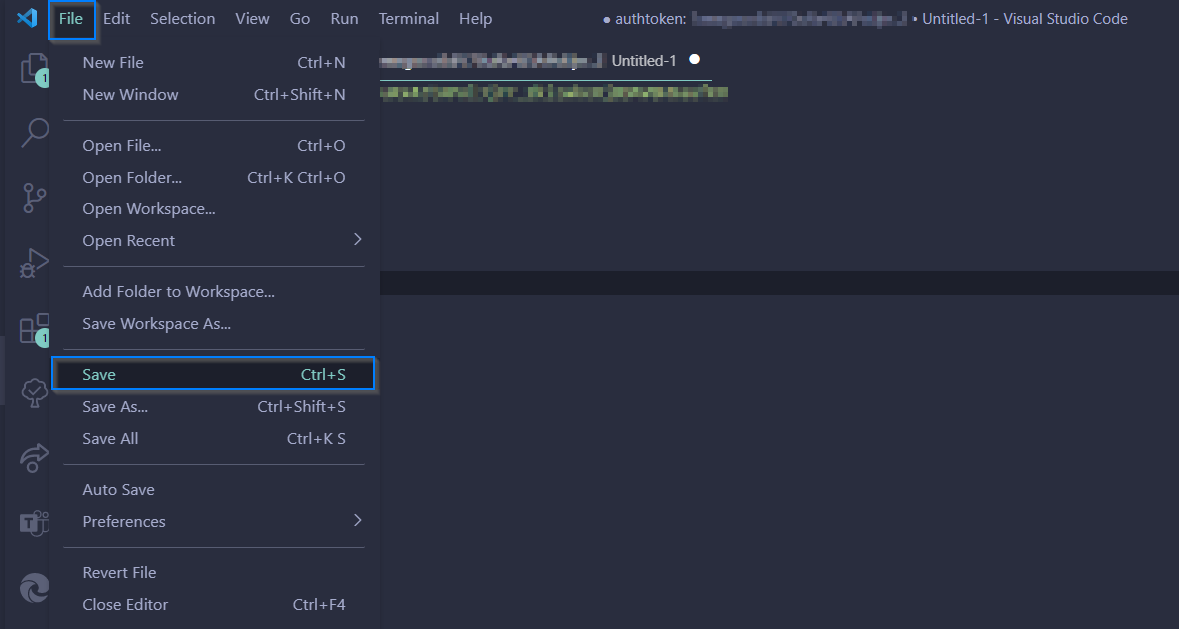 File Edit Selection View Go Run Terminal Help ● authtoken: • Untitled-1 - Visual Studio Code
Untitled-1
New File Ctrl+N
New Window Ctrl+Shift+N
Open File... Ctrl+O
Open Folder... Ctrl+K Ctrl+O
Open Workspace...
Open Recent
Add Folder to Workspace...
Save Workspace As...
Save Ctrl+S
Save As... Ctrl+Shift+S
Save All Ctrl+K S
Auto Save
Preferences
Revert File
Close Editor Ctrl+F4
1
1
T